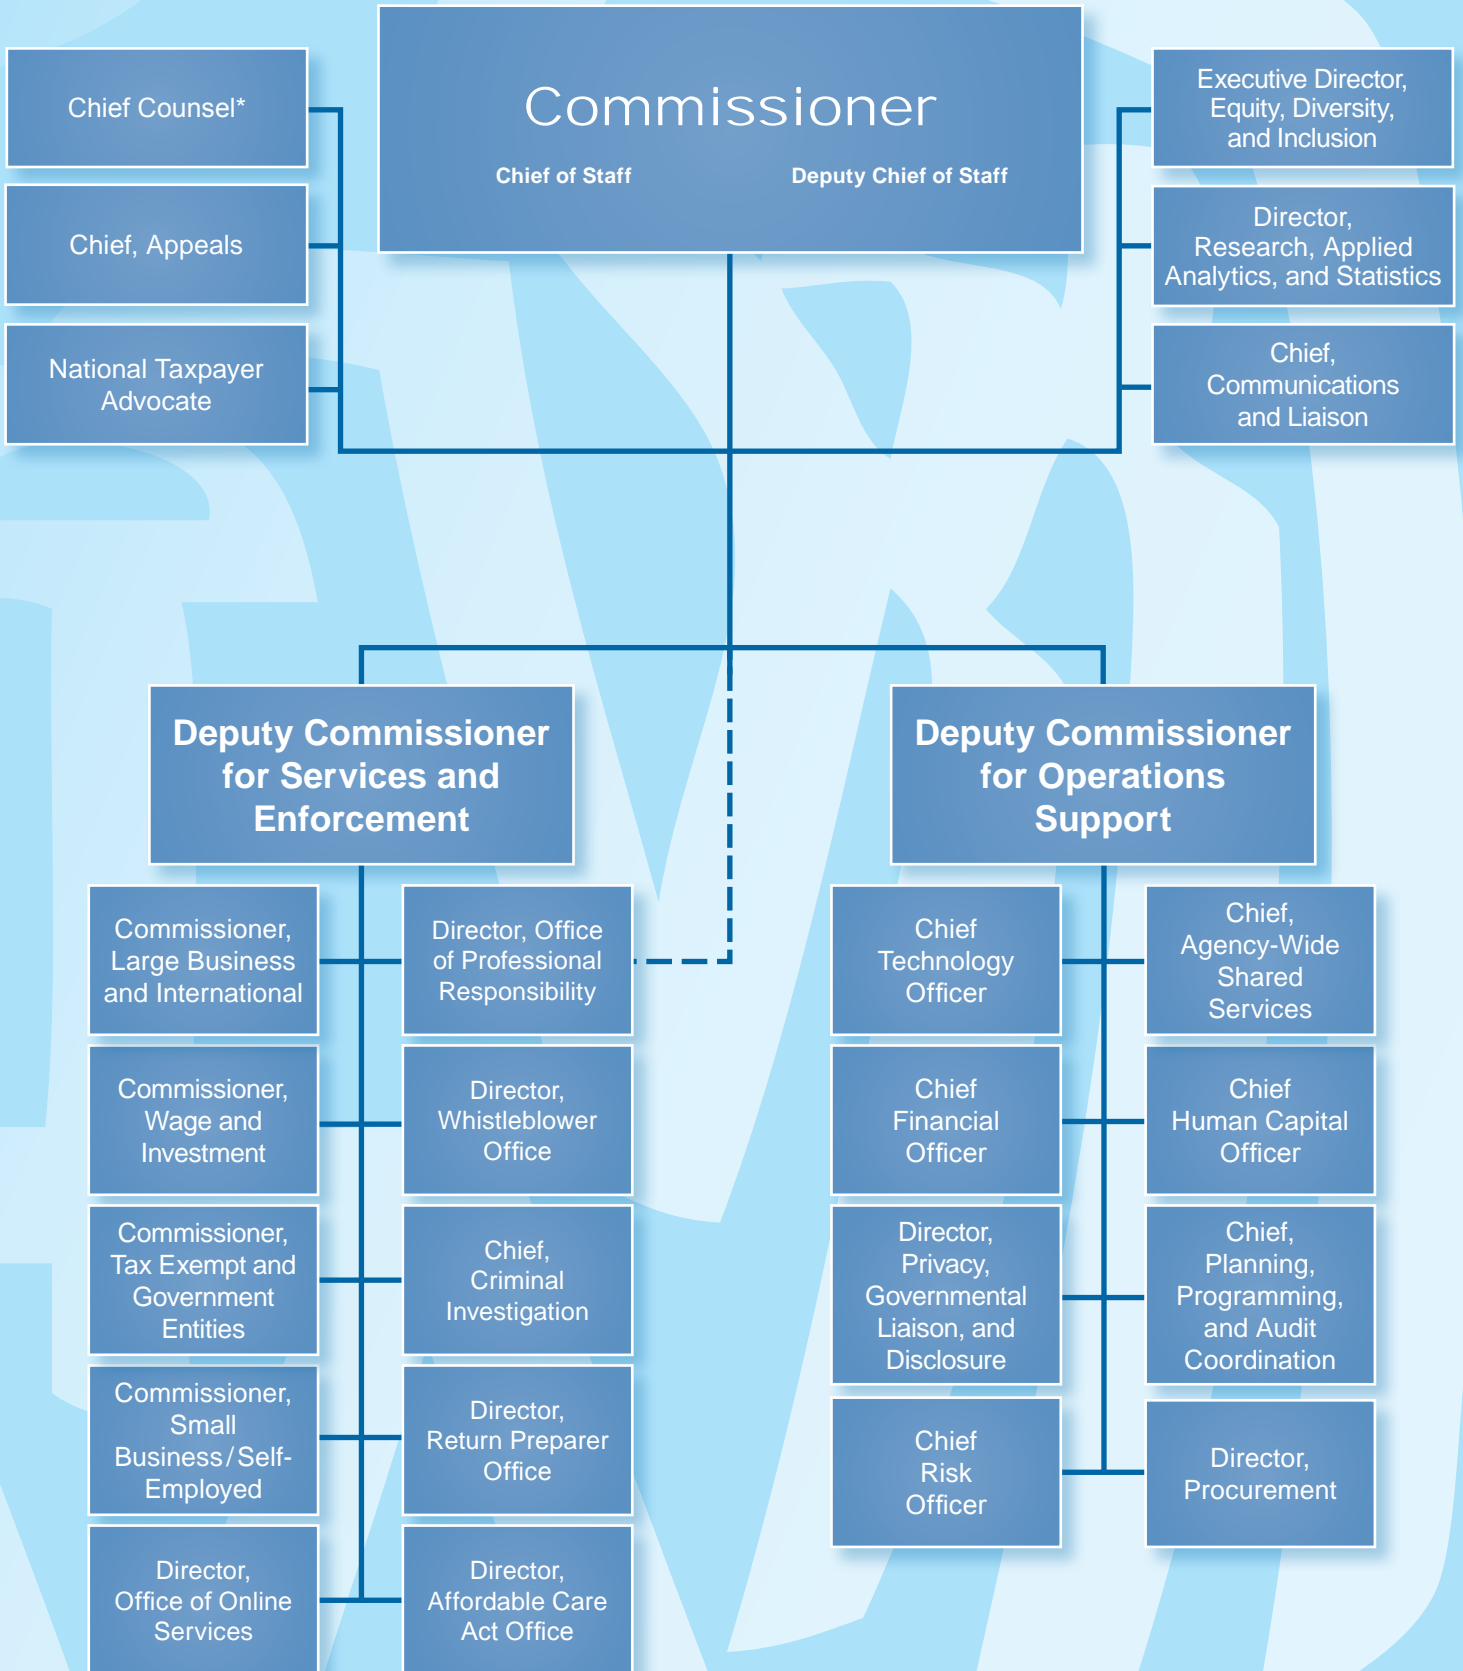 Commissioner
Chief of Staff
Deputy Chief of Staff
Chief Counsel*
Chief, Appeals
National Taxpayer
Advocate
Executive Director,
Equity, Diversity,
and Inclusion
Director,
Research, Applied
Analytics, and Statistics
Chief,
Communications
and Liaison
Deputy Commissioner
for Services and
Enforcement
Commissioner,
Large Business
and International
Director, Office
of Professional
Responsibility
Commissioner,
Wage and
Investment
Director,
Whistleblower
Office
Commissioner,
Tax Exempt and
Government
Entities
Chief,
Criminal
Investigation
Commissioner,
Small
Business/Self-
Employed
Director,
Return Preparer
Office
Director,
Office of Online
Services
Director,
Affordable Care
Act Office
Deputy Commissioner
for Operations
Support
Chief
Technology
Officer
Chief,
Agency-Wide
Shared
Services
Chief
Financial
Officer
Chief
Human Capital
Officer
Director,
Privacy,
Governmental
Liaison, and
Disclosure
Chief,
Planning,
Programming,
and Audit
Coordination
Chief
Risk
Officer
Director,
Procurement